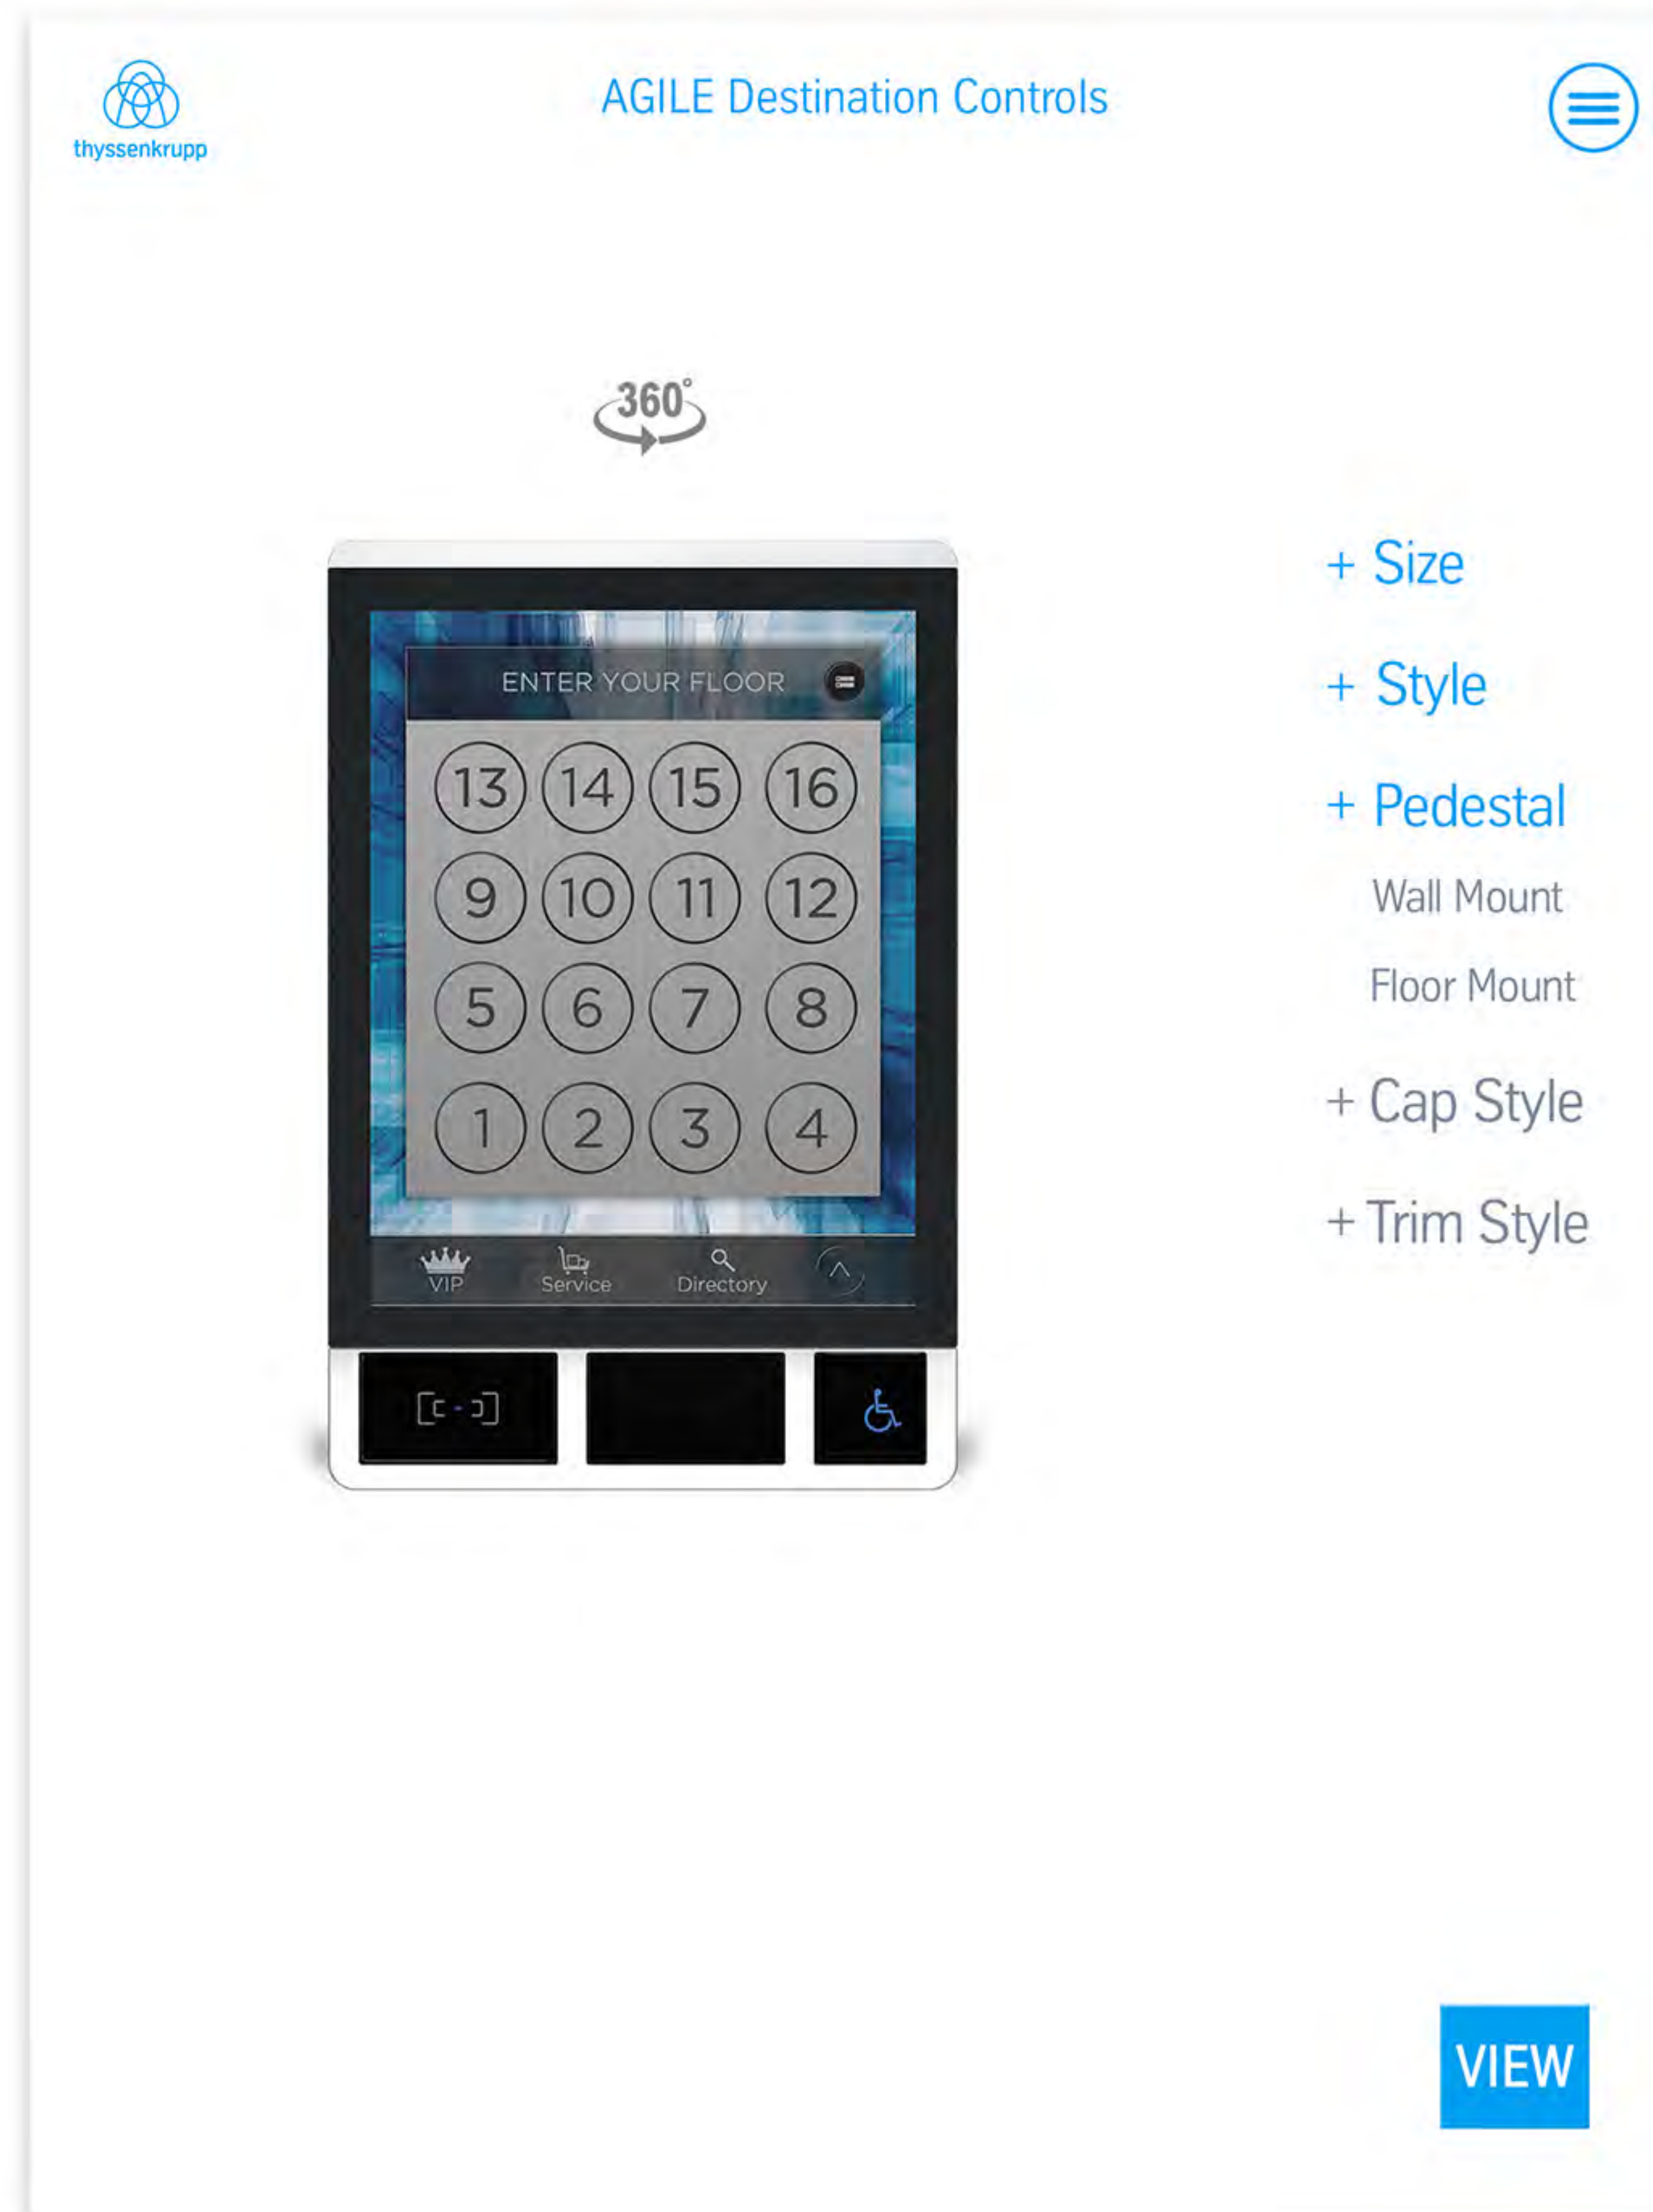 thyssenkrupp
AGILE Destination Controls
360°
ENTER YOUR FLOOR
13 14 15 16
9 10 11 12
5 6 7 8
1 2 3 4
VIP Service Directory
+ Size
+ Style
+ Pedestal
Wall Mount
Floor Mount
+ Cap Style
+ Trim Style
VIEW